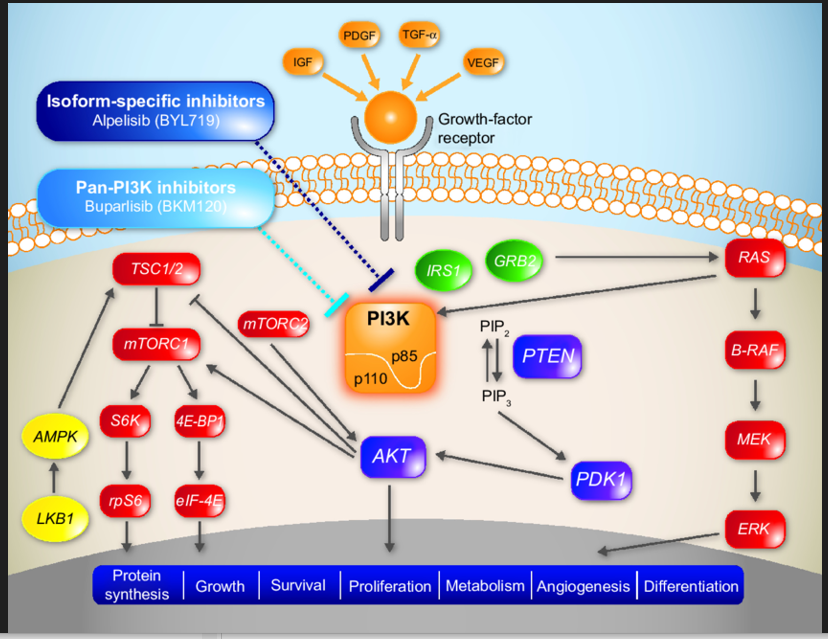 PDGF
TGF-α
IGF
VEGF
Isoform-specific inhibitors
Alpelisib (BYL719)
Growth-factor
receptor
Pan-PI3K inhibitors
Buparlisib (BKM120)
TSC1/2
IRS1
GRB2
RAS
mTORC2
PI3K
p85
p110
PIP2
PTEN
PIP3
mTORC1
B-RAF
S6K
4E-BP1
AMPK
AKT
MEK
PDK1
LKB1
rpS6
eIF-4E
ERK
Protein
synthesis
Growth
Survival
Proliferation
Metabolism
Angiogenesis
Differentiation